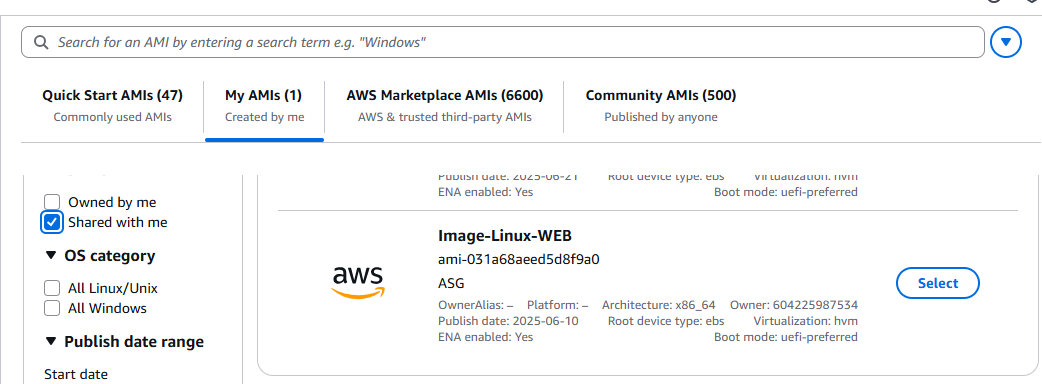 Search for an AMI by entering a search term e.g. "Windows"
Quick Start AMIs (47)
Commonly used AMIs
My AMIs (1)
Created by me
AWS Marketplace AMIs (6600)
AWS & trusted third-party AMIs
Community AMIs (500)
Published by anyone
Owned by me
Shared with me
OS category
All Linux/Unix
All Windows
Publish date range
Start date
Publish date: 2025-06-21 Root device type: ebs Virtualization: hvm
ENA enabled: Yes Boot mode: uefi-preferred
aws
Image-Linux-WEB
ami-031a68aeed5d8f9a0
ASG
OwnerAlias: – Platform: – Architecture: x86_64 Owner: 604225987534
Publish date: 2025-06-10 Root device type: ebs Virtualization: hvm
ENA enabled: Yes Boot mode: uefi-preferred
Select